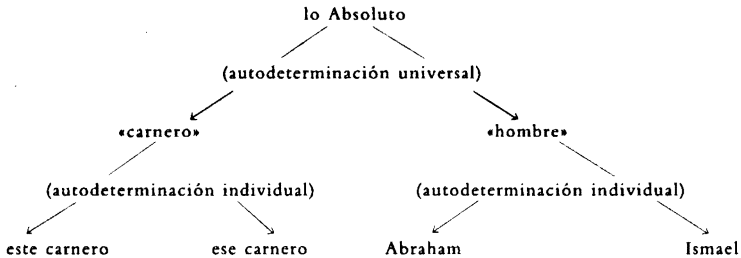 lo Absoluto
(autodeterminación universal)
«carnero» «hombre»
(autodeterminación individual) (autodeterminación individual)
este carnero ese carnero Abraham Ismael